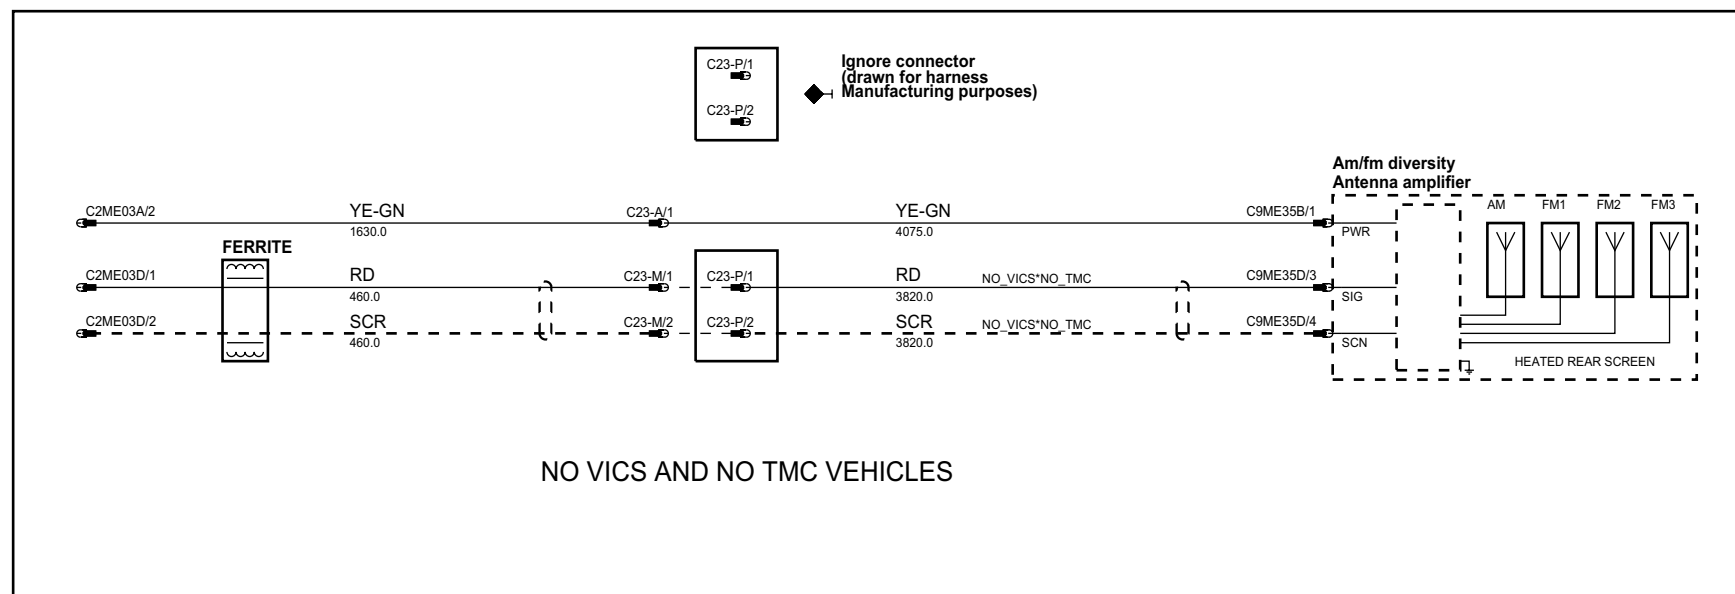 C23-P/1
C23-P/2
Ignore connector
(drawn for harness
Manufacturing purposes)
Am/fm diversity
Antenna amplifier
C2ME03A/2
YE-GN
1630.0
C23-A/1
YE-GN
4075.0
C9ME35B/1
PWR
AM
FM1
FM2
FM3
FERRITE
C2ME03D/1
RD
460.0
C23-M/1
C23-P/1
RD
3820.0
NO_VICS*NO_TMC
C9ME35D/3
SIG
C2ME03D/2
SCR
460.0
C23-M/2
C23-P/2
SCR
3820.0
NO_VICS*NO_TMC
C9ME35D/4
SCN
HEATED REAR SCREEN
NO VICS AND NO TMC VEHICLES